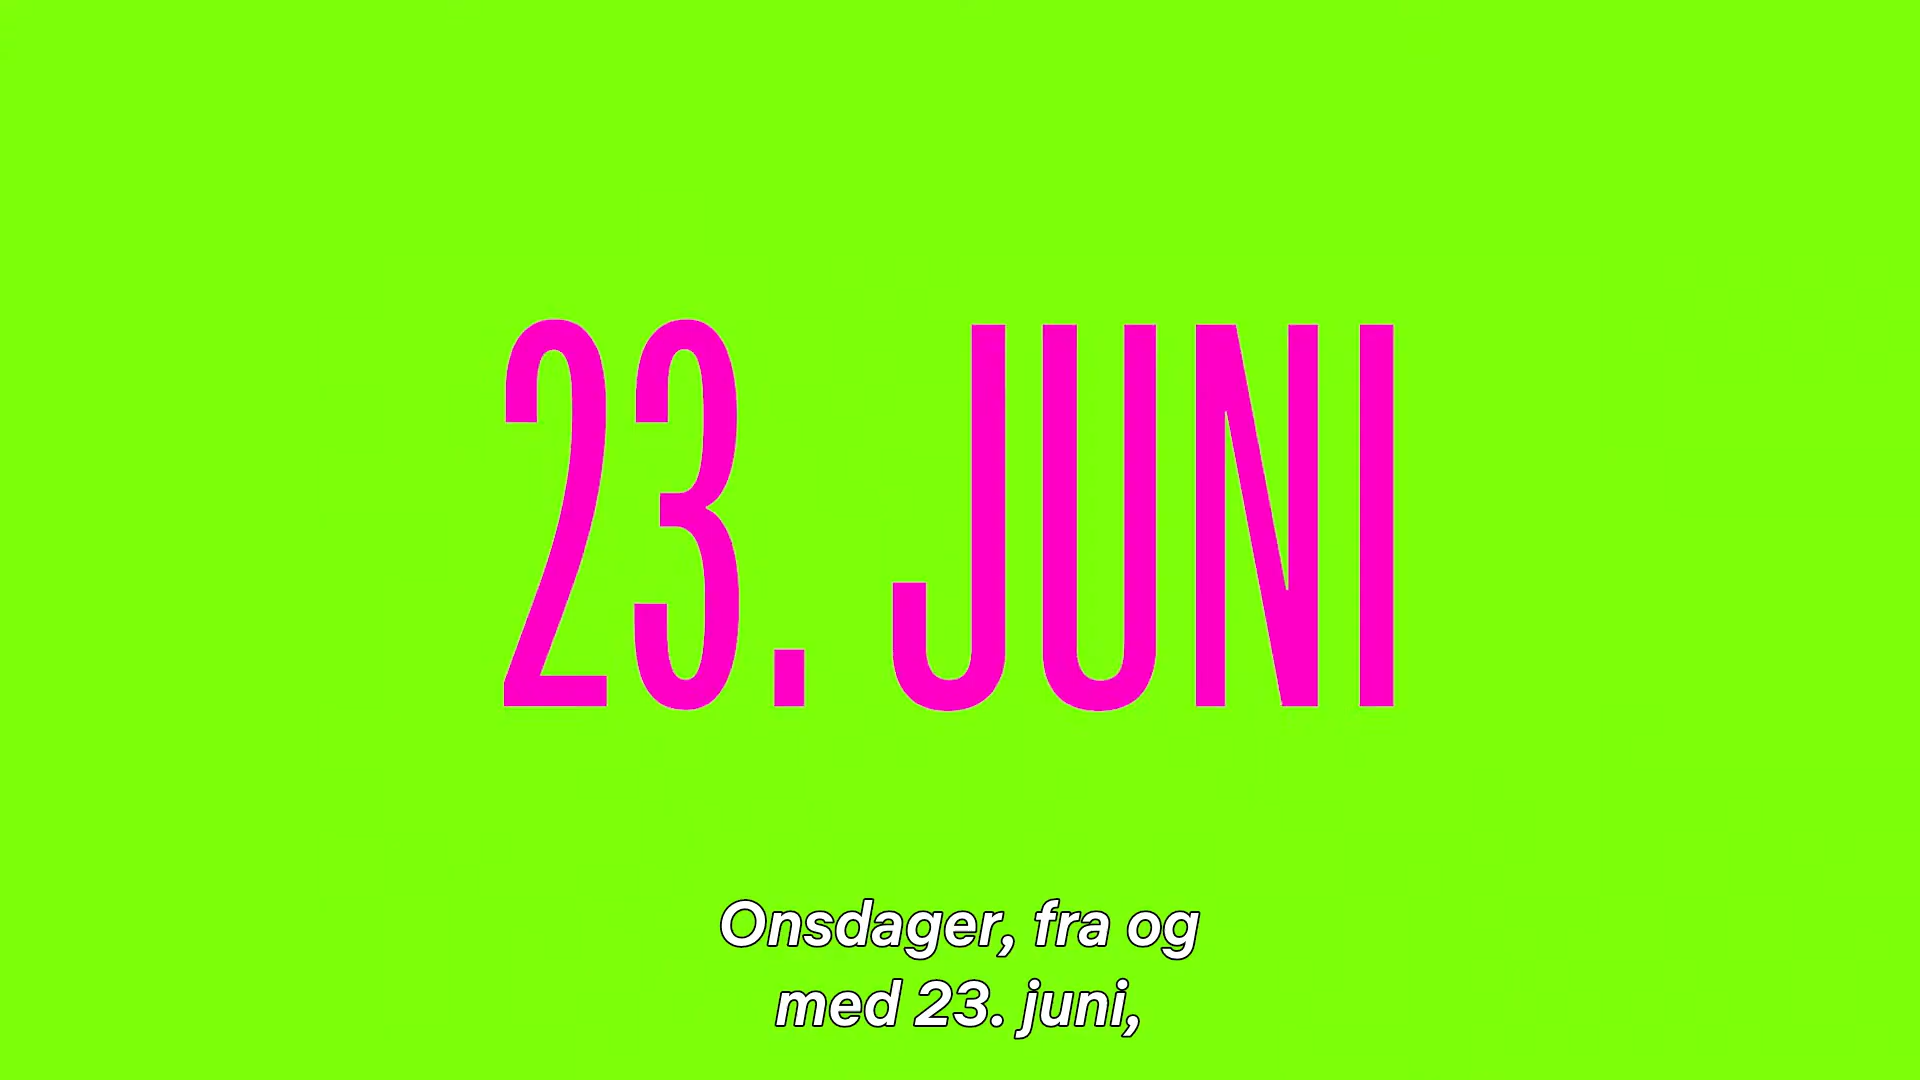 23. JUNI
Onsdager, fra og
med 23. juni,